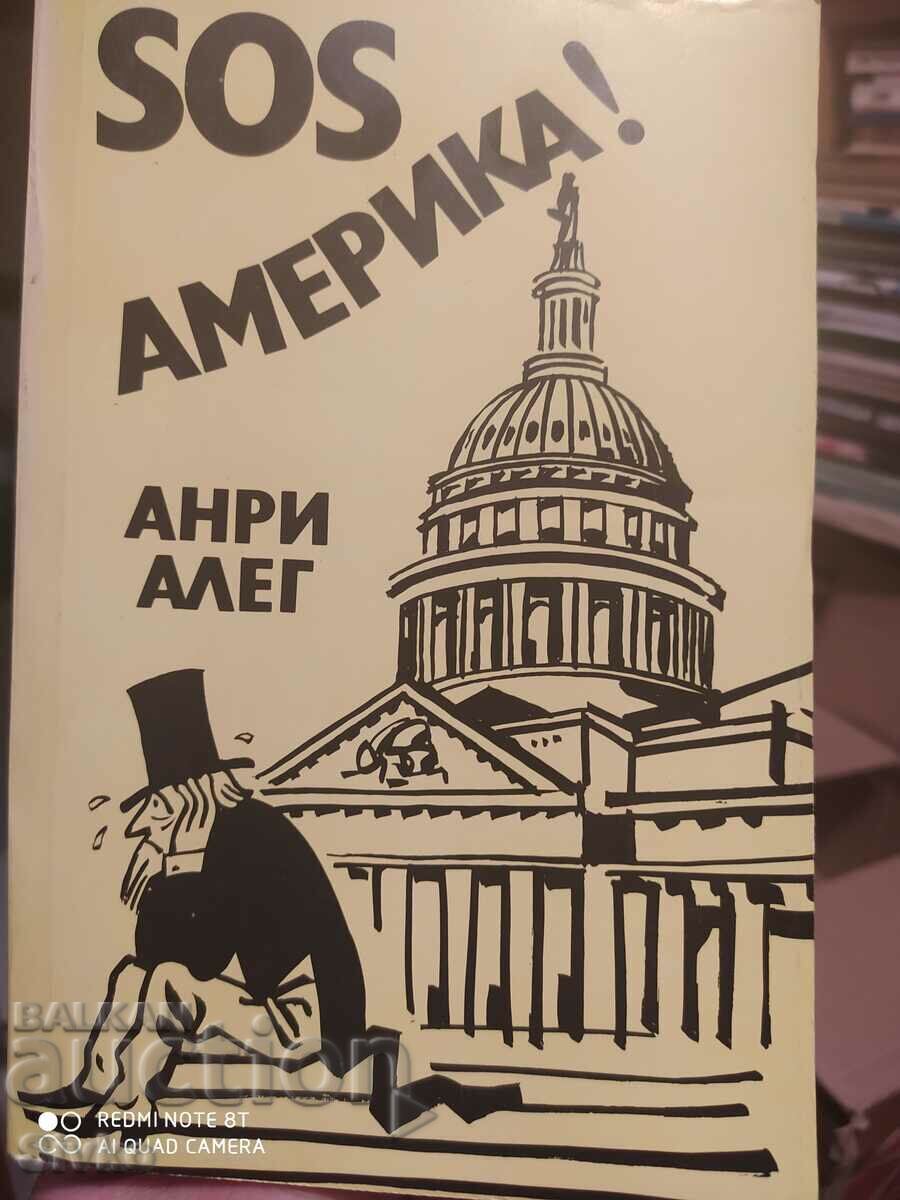 SOS
АМЕРИКА!
АНРИ
АЛЕГ
BALKAN
auction
REDMI NOTE 8T
AI QUAD CAMERA